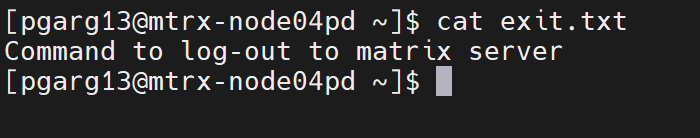 [pgarg13@mtrx-node04pd ~]$ cat exit.txt
Command to log-out to matrix server
[pgarg13@mtrx-node04pd ~]$